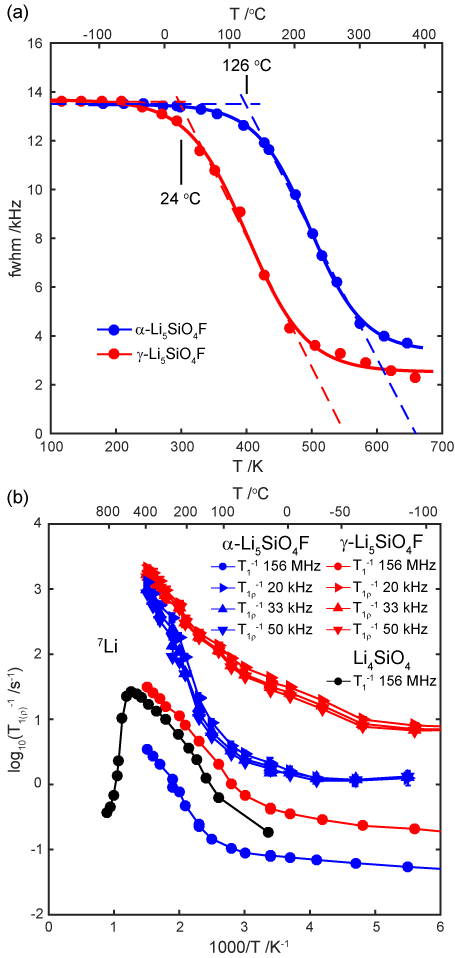 (a)
T /°C
-100 0 100 200 300 400
16
14
12
10
8
6
4
2
0
fwhm /kHz
126 °C
24 °C
α-Li5SiO4F
γ-Li5SiO4F
100 200 300 400 500 600 700
T /K
(b)
T /°C
800 400 200 100 0 -50 -100
4
3
2
1
0
-1
-2
log10(T1(ρ)-1 /s-1)
7Li
α-Li5SiO4F γ-Li5SiO4F
T1-1 156 MHz T1-1 156 MHz
T1ρ-1 20 kHz T1ρ-1 20 kHz
T1ρ-1 33 kHz T1ρ-1 33 kHz
T1ρ-1 50 kHz T1ρ-1 50 kHz
Li4SiO4
T1-1 156 MHz
0 1 2 3 4 5 6
1000/T /K-1